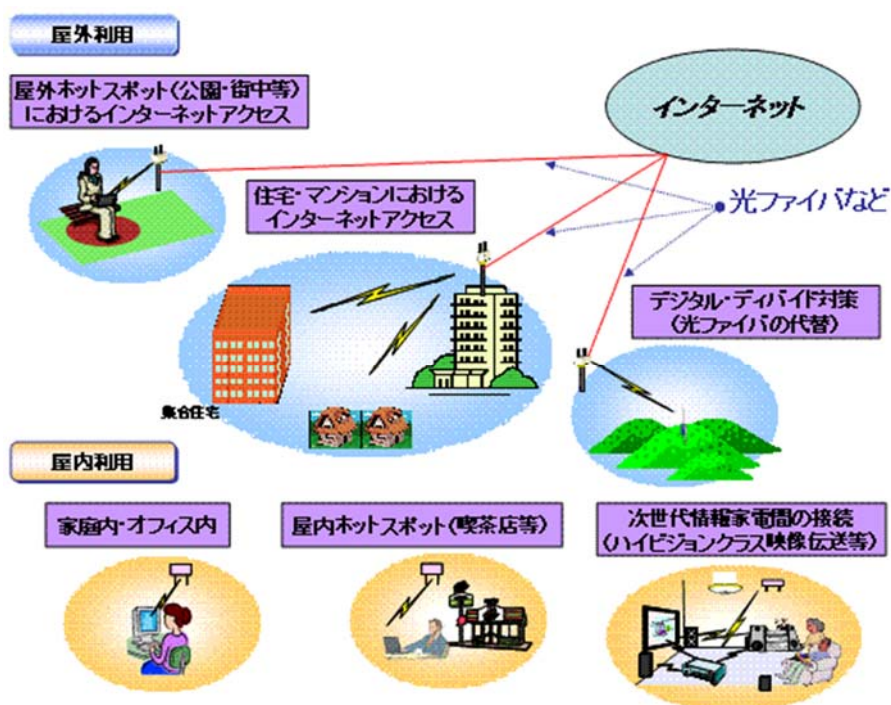 屋外利用
屋外ホットスポット(公園・街中等)
におけるインターネットアクセス
インターネット
住宅・マンションにおける
インターネットアクセス
光ファイバなど
デジタル・ディバイド対策
(光ファイバの代替)
集合住宅
屋内利用
家庭内・オフィス内
屋内ホットスポット(喫茶店等)
次世代情報家電間の接続
(ハイビジョンクラス映像伝送等)